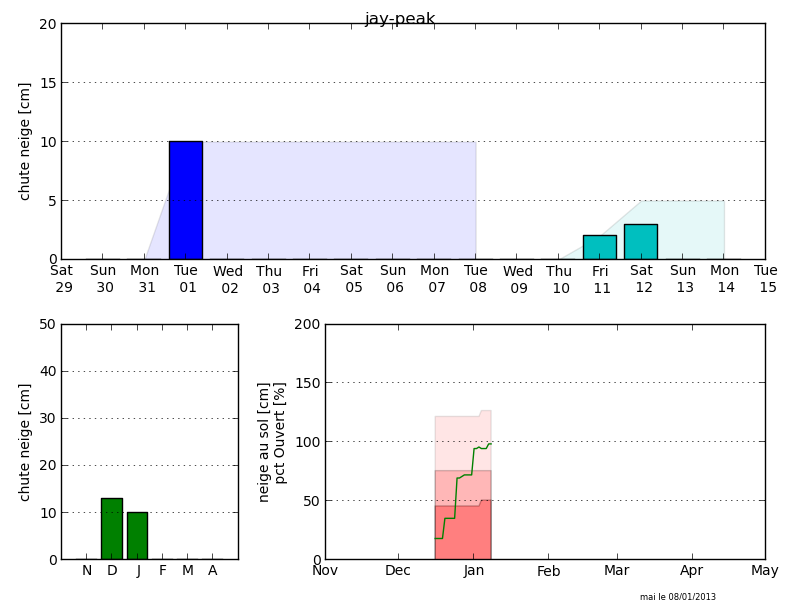 jay-peak
chute neige [cm]
20
15
10
5
0
Sat Sun Mon Tue Wed Thu Fri Sat Sun Mon Tue Wed Thu Fri Sat Sun Mon Tue
29 30 31 01 02 03 04 05 06 07 08 09 10 11 12 13 14 15
chute neige [cm]
50
40
30
20
10
0
N D J F M A
neige au sol [cm]
pct Ouvert [%]
200
150
100
50
0
Nov Dec Jan Feb Mar Apr May
mai le 08/01/2013